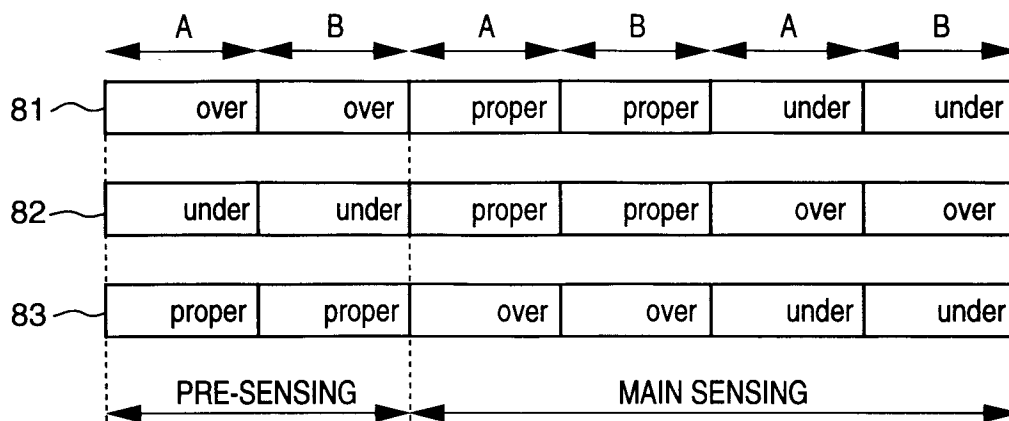 A B A B A B
81 over over proper proper under under
82 under under proper proper over over
83 proper proper over over under under
PRE-SENSING MAIN SENSING